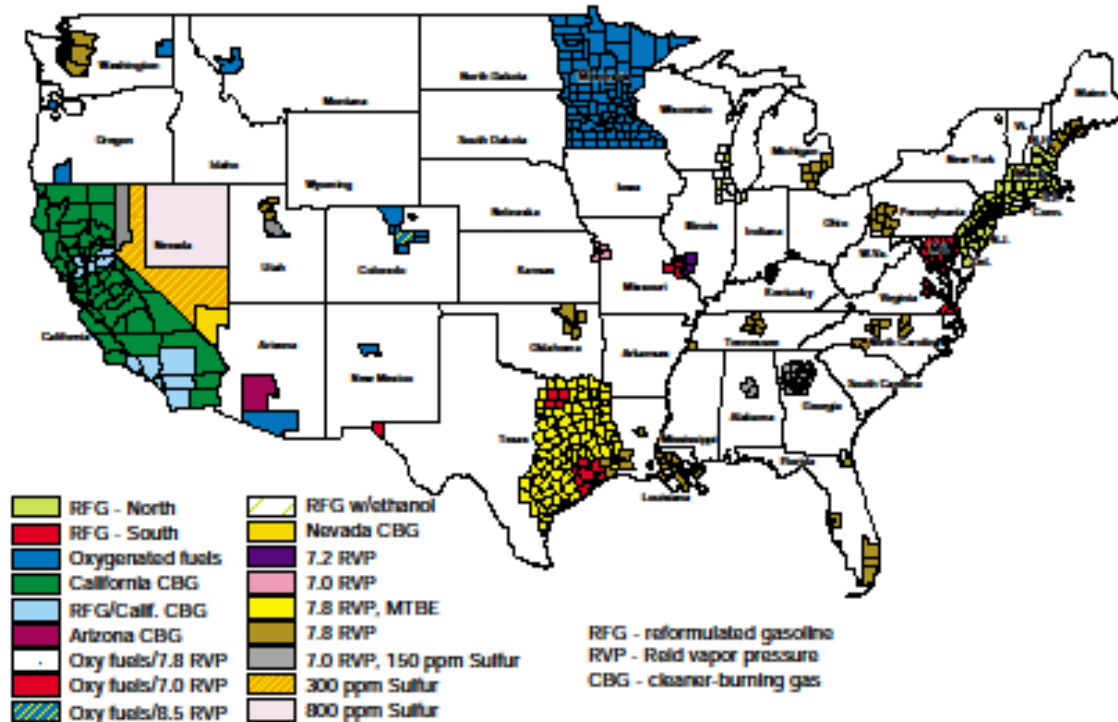 Washington
Montana
North Dakota
Minnesota
Maine
Oregon
Idaho
Wyoming
South Dakota
Wisconsin
Michigan
New York
Vt.
N.H.
Mass.
R.I.
Conn.
Nevada
Utah
Colorado
Nebraska
Iowa
Illinois
Indiana
Ohio
Pennsylvania
N.J.
Del.
California
Kansas
Missouri
Kentucky
W.Va.
Virginia
Arizona
New Mexico
Oklahoma
Arkansas
Tennessee
North Carolina
South Carolina
Texas
Louisiana
Mississippi
Alabama
Georgia
Florida
RFG - North
RFG - South
Oxygenated fuels
California CBG
RFG/Calif. CBG
Arizona CBG
Oxy fuels/7.8 RVP
Oxy fuels/7.0 RVP
Oxy fuels/8.5 RVP
RFG w/ethanol
Nevada CBG
7.2 RVP
7.0 RVP
7.8 RVP, MTBE
7.8 RVP
7.0 RVP, 150 ppm Sulfur
300 ppm Sulfur
800 ppm Sulfur
RFG - reformulated gasoline
RVP - Reid vapor pressure
CBG - cleaner-burning gas